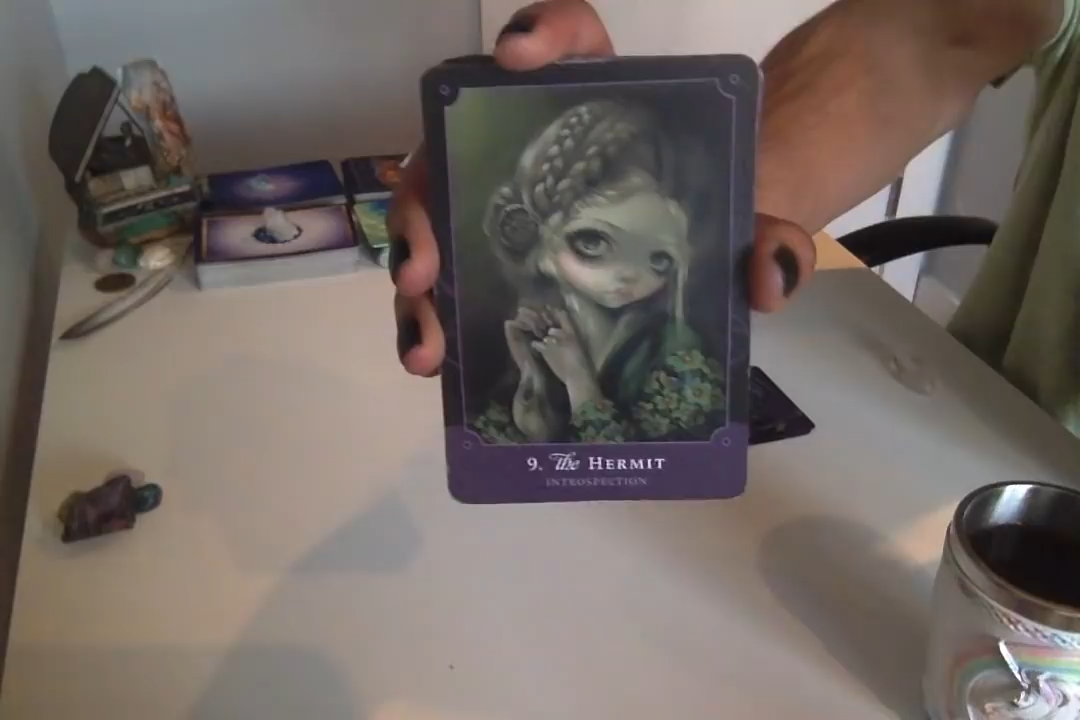 9. The HERMIT
INTROSPECTION